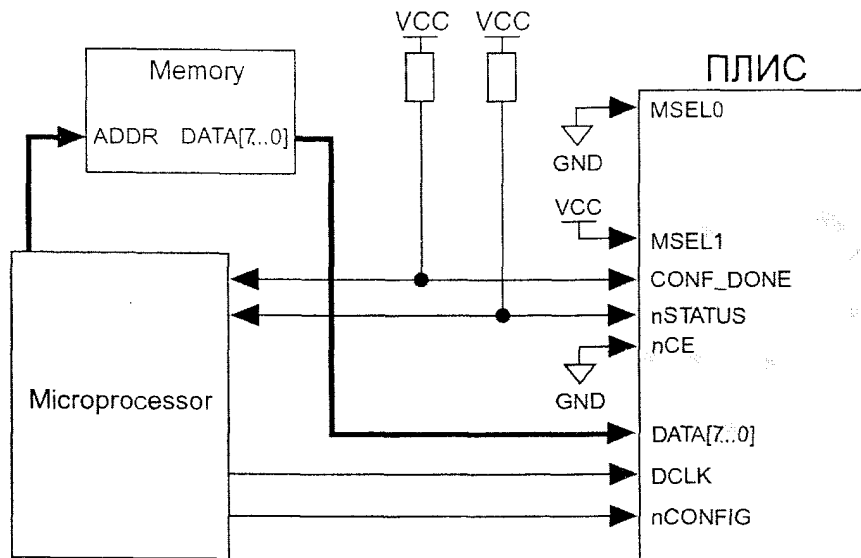 VCC VCC
Memory
ПЛИС
ADDR DATA[7...0]
MSEL0
GND
VCC
MSEL1
CONF_DONE
nSTATUS
nCE
GND
Microprocessor
DATA[7...0]
DCLK
nCONFIG